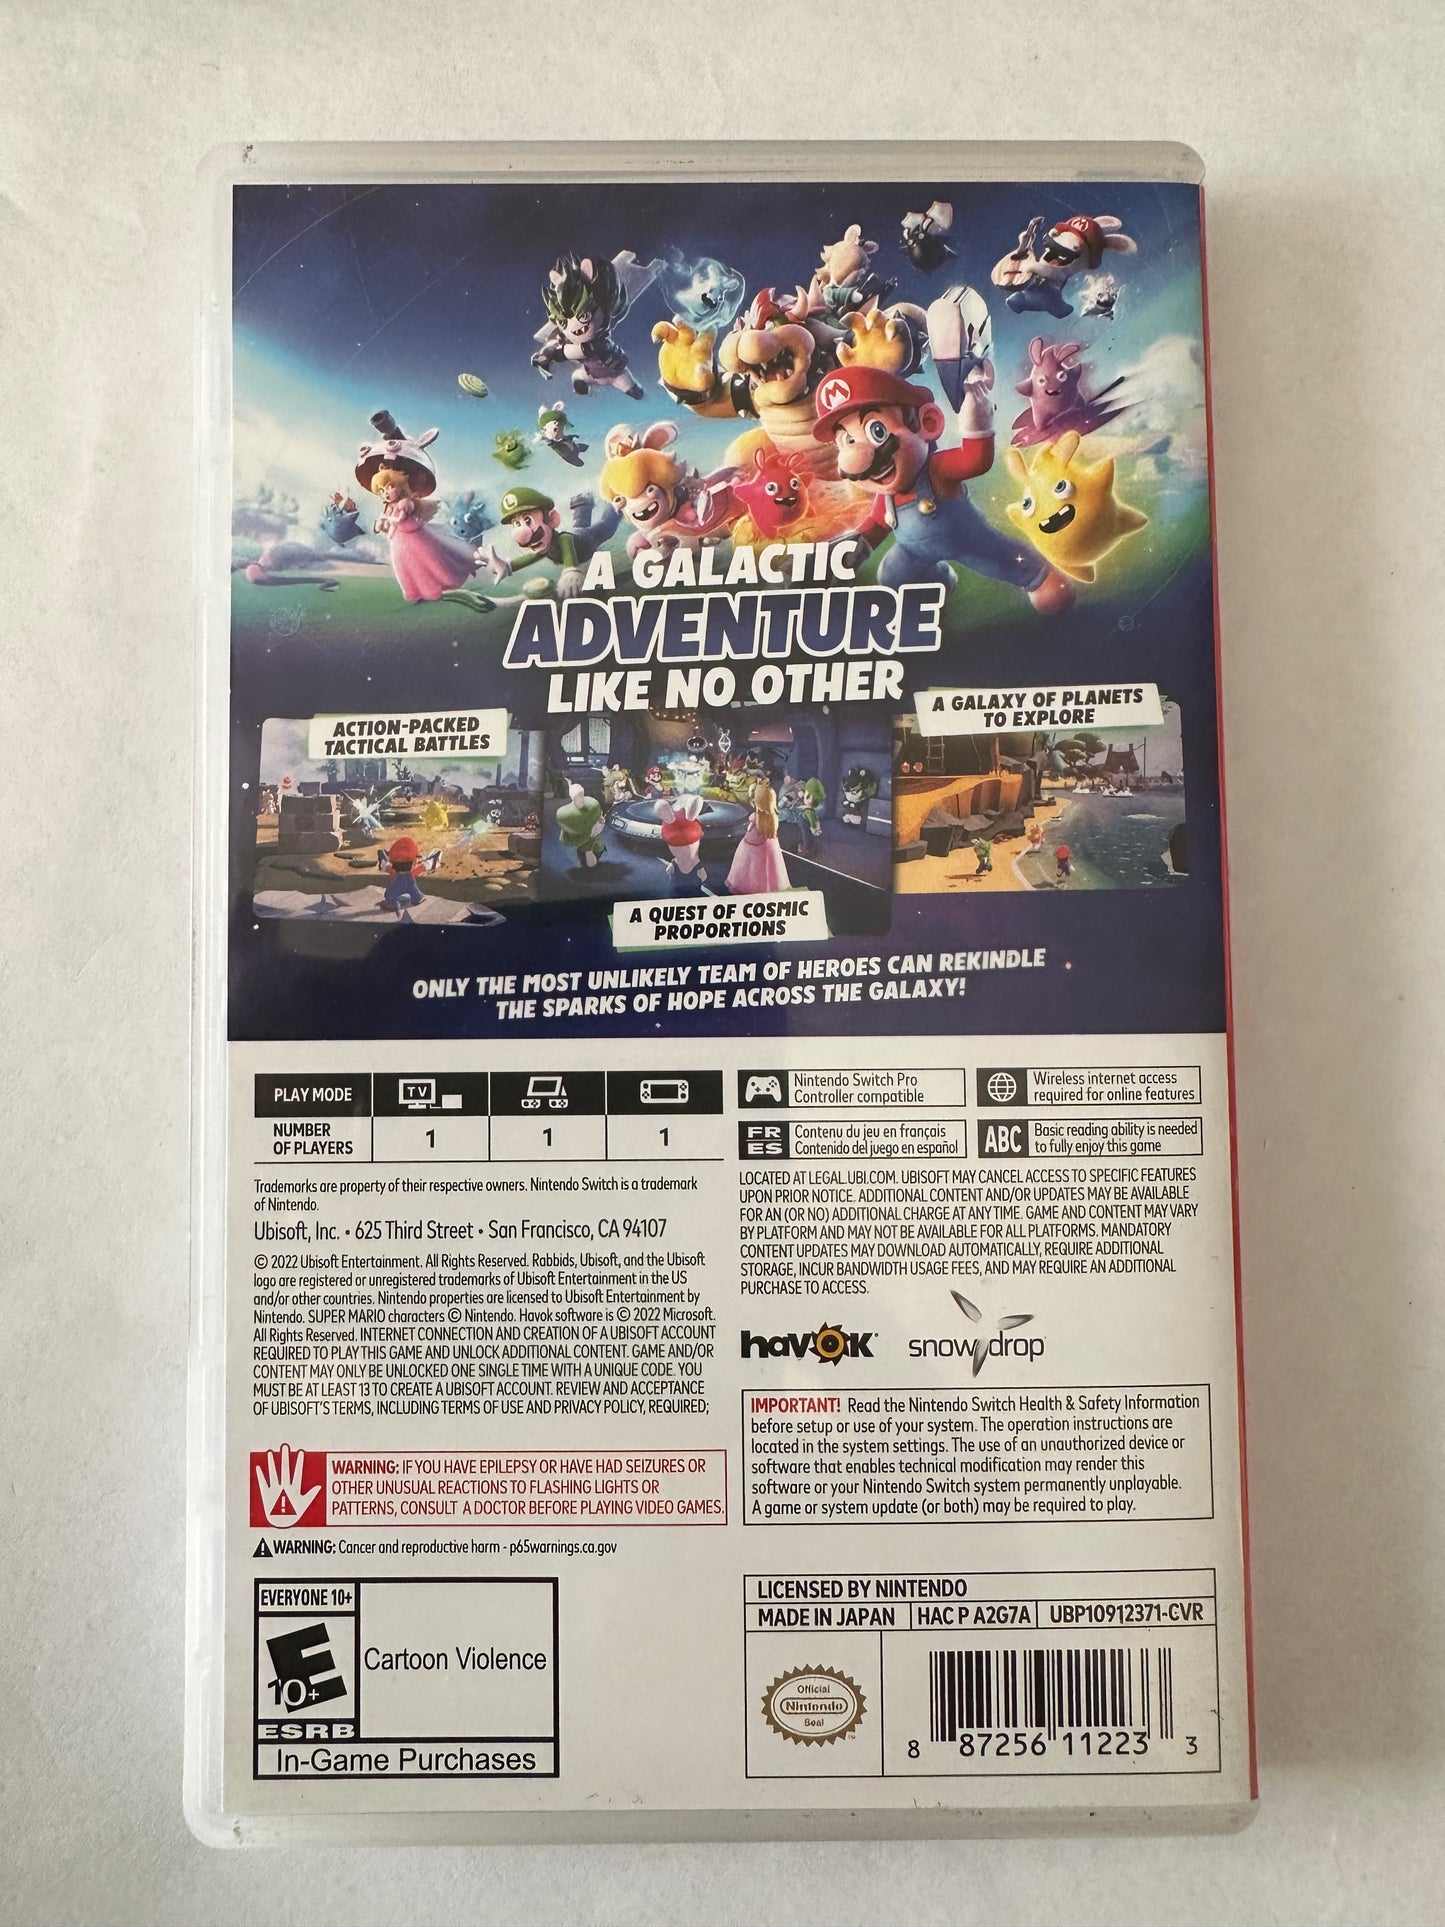 A GALACTIC
ADVENTURE
LIKE NO OTHER
ACTION-PACKED
TACTICAL BATTLES
A GALAXY OF PLANETS
TO EXPLORE
A QUEST OF COSMIC
PROPORTIONS
ONLY THE MOST UNLIKELY TEAM OF HEROES CAN REKINDLE
THE SPARKS OF HOPE ACROSS THE GALAXY!
PLAY MODE
TV
NUMBER
OF PLAYERS
1
1
1
Nintendo Switch Pro
Controller compatible
Wireless internet access
required for online features
FR
ES
Contenu du jeu en français
Contenido del juego en español
ABC
Basic reading ability is needed
to fully enjoy this game
Trademarks are property of their respective owners. Nintendo Switch is a trademark
of Nintendo.
Ubisoft, Inc. • 625 Third Street • San Francisco, CA 94107
© 2022 Ubisoft Entertainment. All Rights Reserved. Rabbids, Ubisoft, and the Ubisoft
logo are registered or unregistered trademarks of Ubisoft Entertainment in the US
and/or other countries. Nintendo properties are licensed to Ubisoft Entertainment by
Nintendo. SUPER MARIO characters © Nintendo. Havok software is © 2022 Microsoft.
All Rights Reserved. INTERNET CONNECTION AND CREATION OF A UBISOFT ACCOUNT
REQUIRED TO PLAY THIS GAME AND UNLOCK ADDITIONAL CONTENT. GAME AND/OR
CONTENT MAY ONLY BE UNLOCKED ONE SINGLE TIME WITH A UNIQUE CODE. YOU
MUST BE AT LEAST 13 TO CREATE A UBISOFT ACCOUNT. REVIEW AND ACCEPTANCE
OF UBISOFT'S TERMS, INCLUDING TERMS OF USE AND PRIVACY POLICY, REQUIRED;
LOCATED AT LEGAL.UBI.COM. UBISOFT MAY CANCEL ACCESS TO SPECIFIC FEATURES
UPON PRIOR NOTICE. ADDITIONAL CONTENT AND/OR UPDATES MAY BE AVAILABLE
FOR AN (OR NO) ADDITIONAL CHARGE AT ANY TIME. GAME AND CONTENT MAY VARY
BY PLATFORM AND MAY NOT BE AVAILABLE FOR ALL PLATFORMS. MANDATORY
CONTENT UPDATES MAY DOWNLOAD AUTOMATICALLY, REQUIRE ADDITIONAL
STORAGE, INCUR BANDWIDTH USAGE FEES, AND MAY REQUIRE AN ADDITIONAL
PURCHASE TO ACCESS.
havok
snowdrop
WARNING: IF YOU HAVE EPILEPSY OR HAVE HAD SEIZURES OR
OTHER UNUSUAL REACTIONS TO FLASHING LIGHTS OR
PATTERNS, CONSULT A DOCTOR BEFORE PLAYING VIDEO GAMES.
WARNING: Cancer and reproductive harm - p65warnings.ca.gov
IMPORTANT! Read the Nintendo Switch Health & Safety Information
before setup or use of your system. The operation instructions are
located in the system settings. The use of an unauthorized device or
software that enables technical modification may render this
software or your Nintendo Switch system permanently unplayable.
A game or system update (or both) may be required to play.
EVERYONE 10+
E
10+
ESRB
Cartoon Violence
In-Game Purchases
LICENSED BY NINTENDO
MADE IN JAPAN
HAC P A2G7A
UBP10912371-CVR
Official
Nintendo
Seal
8 87256 11223 3